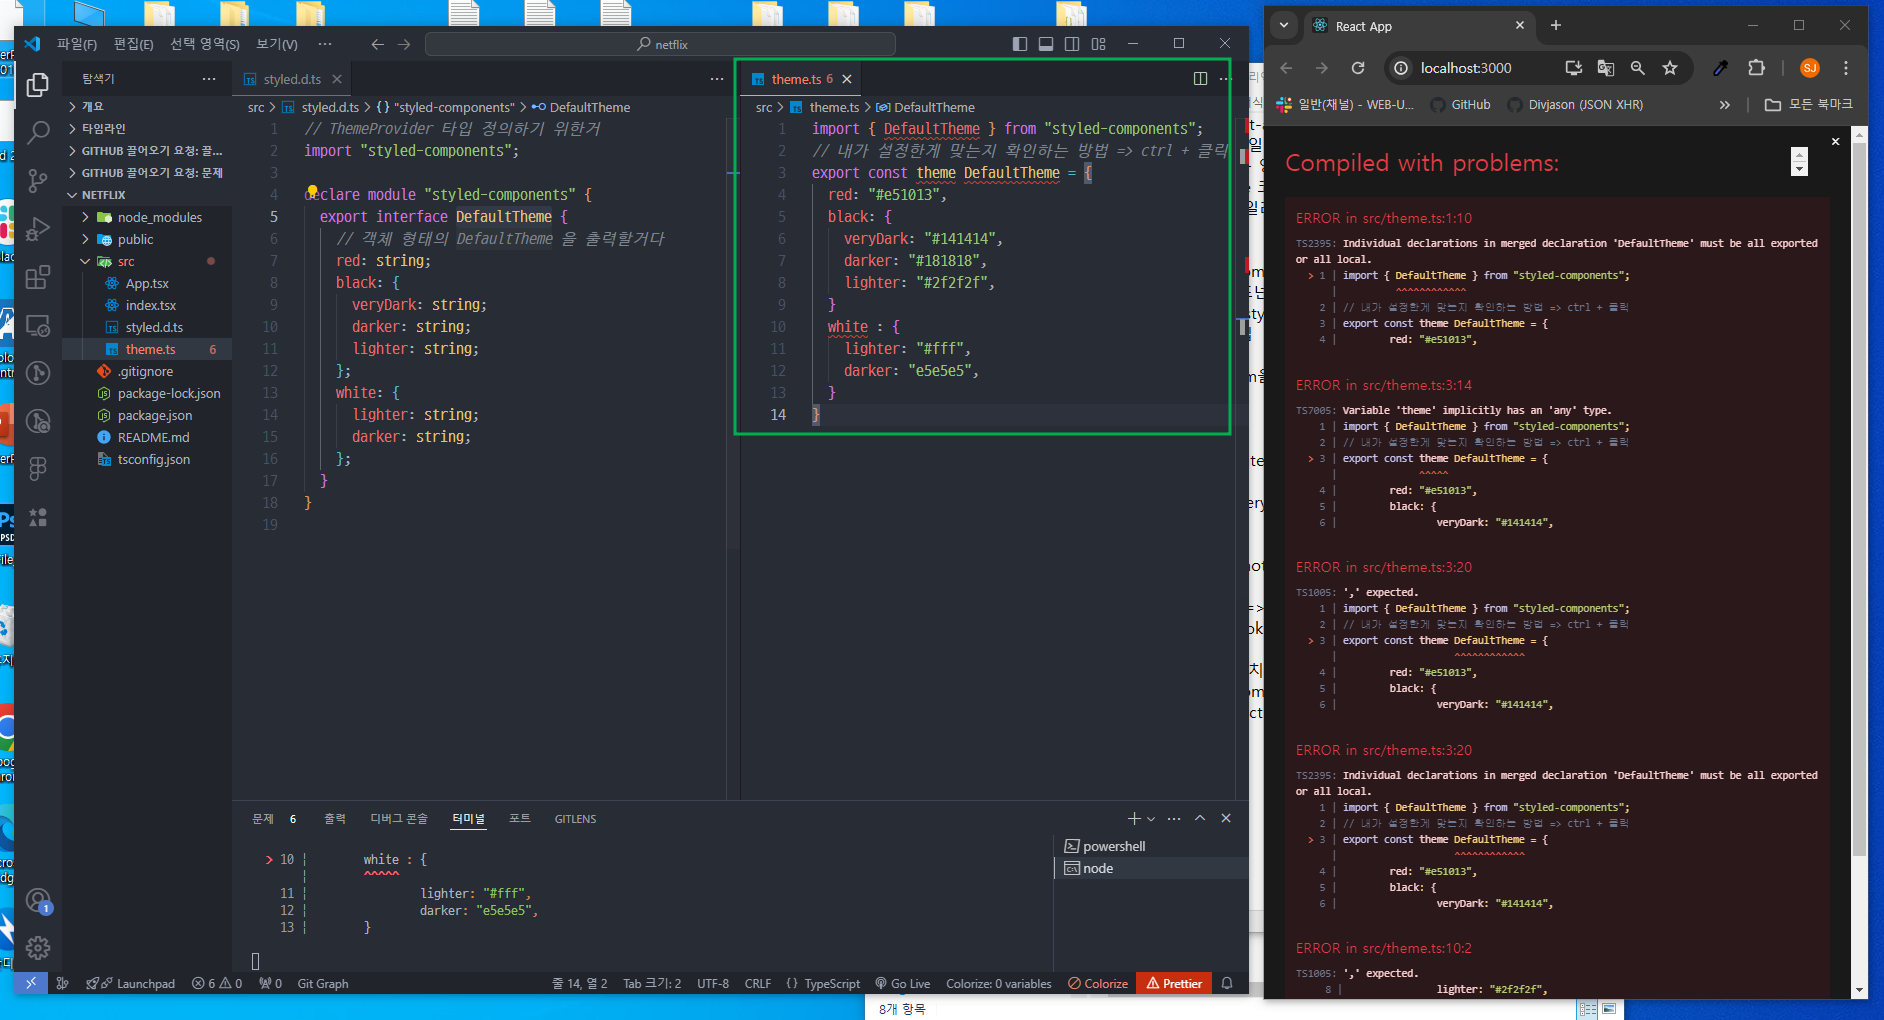 파일(F) 편집(E) 선택 영역(S) 보기(V) ···
netflix
탐색기
개요
타임라인
GITHUB 끌어오기 요청: 끌...
GITHUB 끌어오기 요청: 문제
NETFLIX
node_modules
public
src
App.tsx
index.tsx
styled.d.ts
theme.ts 6
.gitignore
package-lock.json
package.json
README.md
tsconfig.json
styled.d.ts
src > styled.d.ts > {} "styled-components" > DefaultTheme
1 // ThemeProvider 타입 정의하기 위한거
2 import "styled-components";
3
4 declare module "styled-components" {
5 export interface DefaultTheme {
6 // 객체 형태의 DefaultTheme 을 출력할거다
7 red: string;
8 black: {
9 veryDark: string;
10 darker: string;
11 lighter: string;
12 };
13 white: {
14 lighter: string;
15 darker: string;
16 };
17 }
18 }
19
theme.ts 6
src > theme.ts > DefaultTheme
1 import { DefaultTheme } from "styled-components";
2 // 내가 설정한게 맞는지 확인하는 방법 => ctrl + 클릭
3 export const theme DefaultTheme = {
4 red: "#e51013",
5 black: {
6 veryDark: "#141414",
7 darker: "#181818",
8 lighter: "#2f2f2f",
9 }
10 white : {
11 lighter: "#fff",
12 darker: "e5e5e5",
13 }
14 }
문제 6 출력 디버그 콘솔 터미널 포트 GITLENS
> 10 ¦ white : {
¦ ^^^^^
11 ¦ lighter: "#fff",
12 ¦ darker: "e5e5e5",
13 ¦ }
powershell
node
Launchpad 6 0 0 Git Graph 줄 14, 열 2 Tab 크기: 2 UTF-8 CRLF {} TypeScript Go Live Colorize: 0 variables Colorize Prettier
8개 항목
React App
localhost:3000
SJ
일반(채널) - WEB-U... GitHub Divjason (JSON XHR) » 모든 북마크
Compiled with problems:
ERROR in src/theme.ts:1:10
TS2395: Individual declarations in merged declaration 'DefaultTheme' must be all exported
or all local.
> 1 | import { DefaultTheme } from "styled-components";
| ^^^^^^^^^^^^
2 | // 내가 설정한게 맞는지 확인하는 방법 => ctrl + 클릭
3 | export const theme DefaultTheme = {
4 | red: "#e51013",
ERROR in src/theme.ts:3:14
TS7005: Variable 'theme' implicitly has an 'any' type.
1 | import { DefaultTheme } from "styled-components";
2 | // 내가 설정한게 맞는지 확인하는 방법 => ctrl + 클릭
> 3 | export const theme DefaultTheme = {
| ^^^^^
4 | red: "#e51013",
5 | black: {
6 | veryDark: "#141414",
ERROR in src/theme.ts:3:20
TS1005: ',' expected.
1 | import { DefaultTheme } from "styled-components";
2 | // 내가 설정한게 맞는지 확인하는 방법 => ctrl + 클릭
> 3 | export const theme DefaultTheme = {
| ^^^^^^^^^^^^
4 | red: "#e51013",
5 | black: {
6 | veryDark: "#141414",
ERROR in src/theme.ts:3:20
TS2395: Individual declarations in merged declaration 'DefaultTheme' must be all exported
or all local.
1 | import { DefaultTheme } from "styled-components";
2 | // 내가 설정한게 맞는지 확인하는 방법 => ctrl + 클릭
> 3 | export const theme DefaultTheme = {
| ^^^^^^^^^^^^
4 | red: "#e51013",
5 | black: {
6 | veryDark: "#141414",
ERROR in src/theme.ts:10:2
TS1005: ',' expected.
8 | lighter: "#2f2f2f",